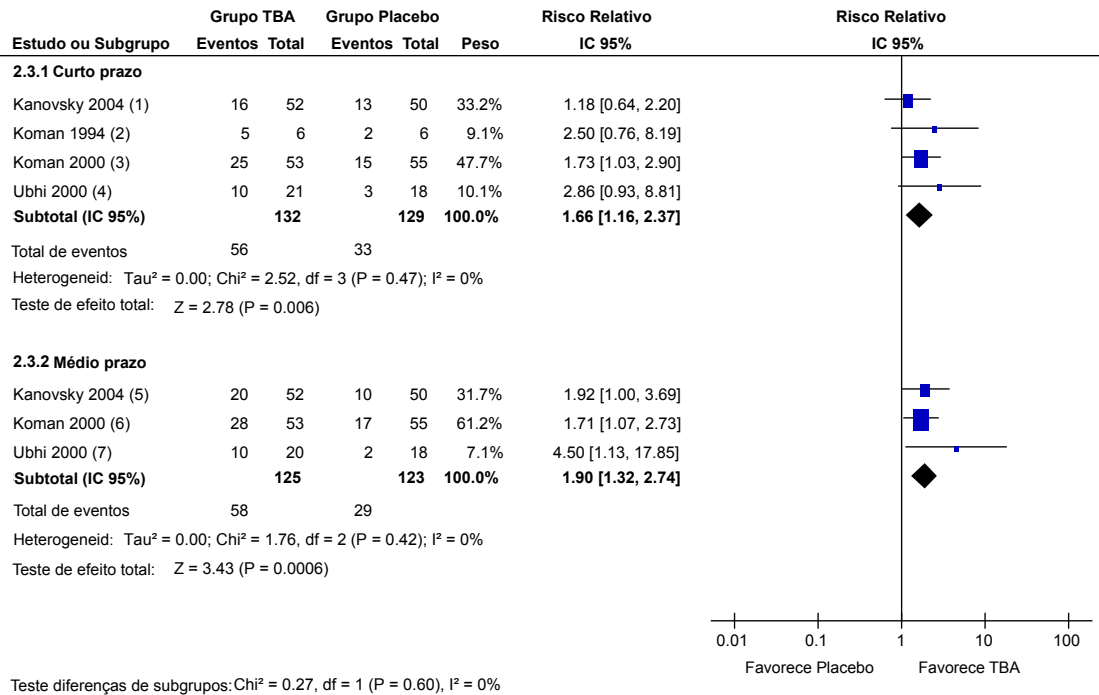 Grupo TBA Grupo Placebo Risco Relativo Risco Relativo
Estudo ou Subgrupo Eventos Total Eventos Total Peso IC 95% IC 95%
2.3.1 Curto prazo
Kanovsky 2004 (1) 16 52 13 50 33.2% 1.18 [0.64, 2.20]
Koman 1994 (2) 5 6 2 6 9.1% 2.50 [0.76, 8.19]
Koman 2000 (3) 25 53 15 55 47.7% 1.73 [1.03, 2.90]
Ubhi 2000 (4) 10 21 3 18 10.1% 2.86 [0.93, 8.81]
Subtotal (IC 95%) 132 129 100.0% 1.66 [1.16, 2.37]
Total de eventos 56 33
Heterogeneid: Tau² = 0.00; Chi² = 2.52, df = 3 (P = 0.47); I² = 0%
Teste de efeito total: Z = 2.78 (P = 0.006)
2.3.2 Médio prazo
Kanovsky 2004 (5) 20 52 10 50 31.7% 1.92 [1.00, 3.69]
Koman 2000 (6) 28 53 17 55 61.2% 1.71 [1.07, 2.73]
Ubhi 2000 (7) 10 20 2 18 7.1% 4.50 [1.13, 17.85]
Subtotal (IC 95%) 125 123 100.0% 1.90 [1.32, 2.74]
Total de eventos 58 29
Heterogeneid: Tau² = 0.00; Chi² = 1.76, df = 2 (P = 0.42); I² = 0%
Teste de efeito total: Z = 3.43 (P = 0.0006)
0.01 0.1 1 10 100
Favorece Placebo Favorece TBA
Teste diferenças de subgrupos: Chi² = 0.27, df = 1 (P = 0.60), I² = 0%